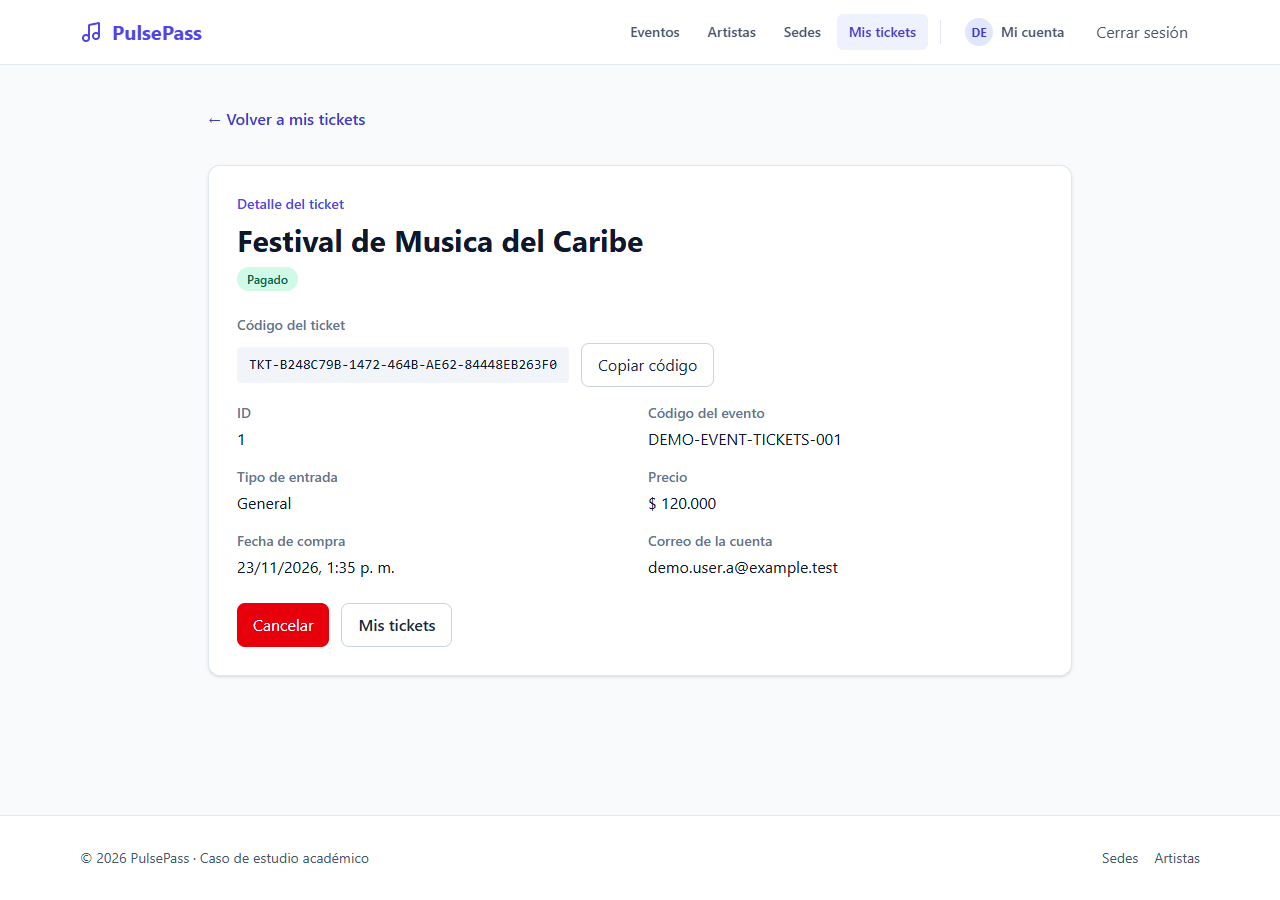 PulsePass
Eventos Artistas Sedes Mis tickets DE Mi cuenta Cerrar sesión
← Volver a mis tickets
Detalle del ticket
Festival de Musica del Caribe
Pagado
Código del ticket
TKT-B248C79B-1472-464B-AE62-84448EB263F0 Copiar código
ID Código del evento
1 DEMO-EVENT-TICKETS-001
Tipo de entrada Precio
General $ 120.000
Fecha de compra Correo de la cuenta
23/11/2026, 1:35 p. m. demo.user.a@example.test
Cancelar Mis tickets
© 2026 PulsePass · Caso de estudio académico Sedes Artistas